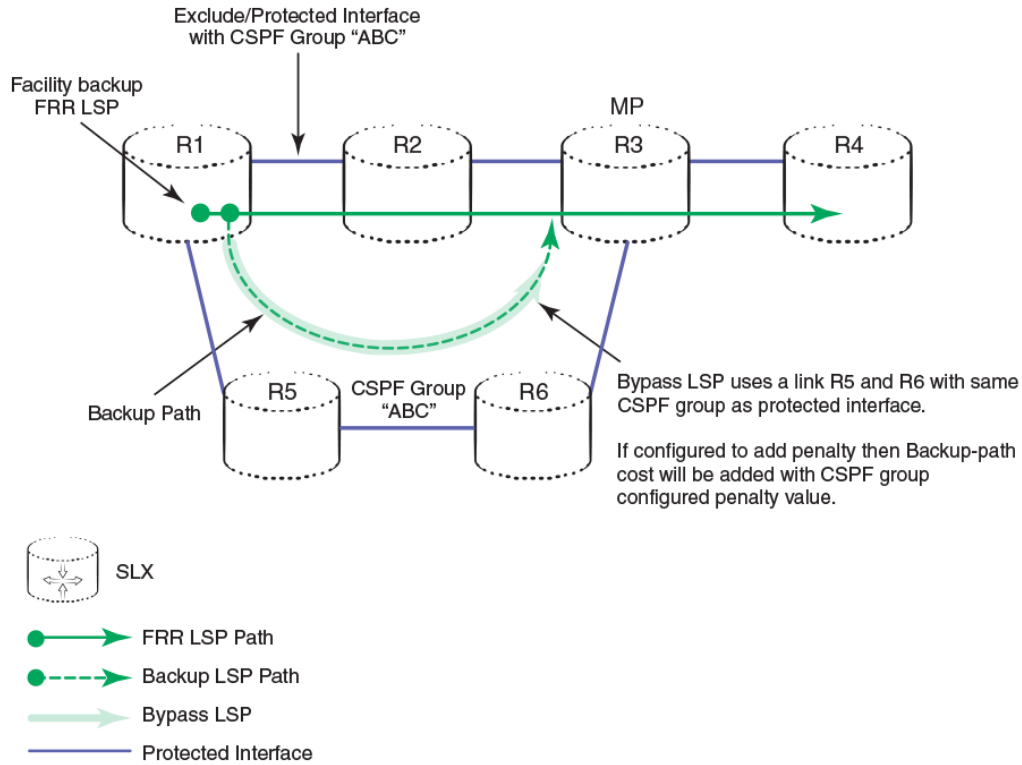 Exclude/Protected Interface
with CSPF Group “ABC”
Facility backup
FRR LSP
MP
R1
R2
R3
R4
Backup Path
R5
CSPF Group
“ABC”
R6
Bypass LSP uses a link R5 and R6 with same
CSPF group as protected interface.
If configured to add penalty then Backup-path
cost will be added with CSPF group
configured penalty value.
SLX
FRR LSP Path
Backup LSP Path
Bypass LSP
Protected Interface